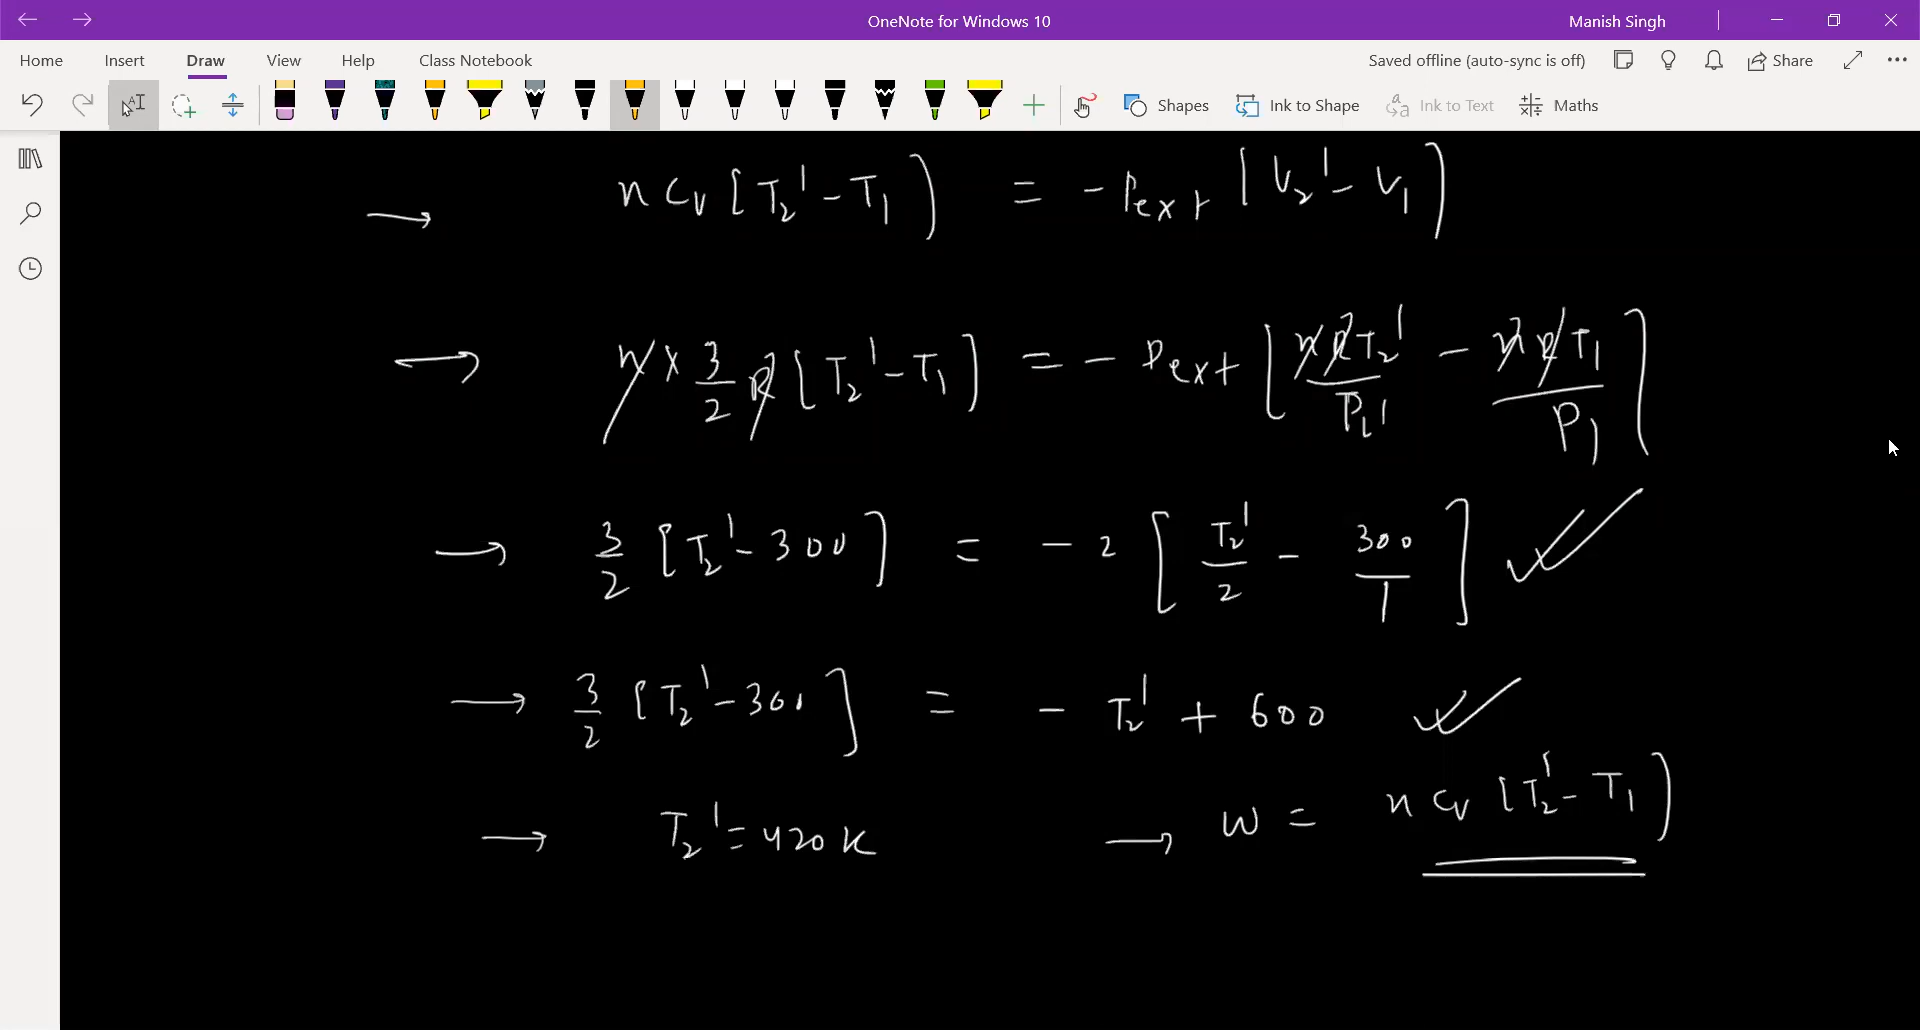 OneNote for Windows 10
Manish Singh
Home Insert Draw View Help Class Notebook
Saved offline (auto-sync is off) Share
Shapes Ink to Shape Ink to Text Maths
→ n Cv [T₂' - T₁] = - Pext [V₂' - V₁]
→ n × 3/2 R [T₂' - T₁] = - Pext [nRT₂'/P₂' - nRT₁/P₁]
→ 3/2 [T₂' - 300] = - 2 [T₂'/2 - 300/1]
→ 3/2 [T₂' - 300] = - T₂' + 600
→ T₂' = 420 K → W = n Cv [T₂' - T₁]